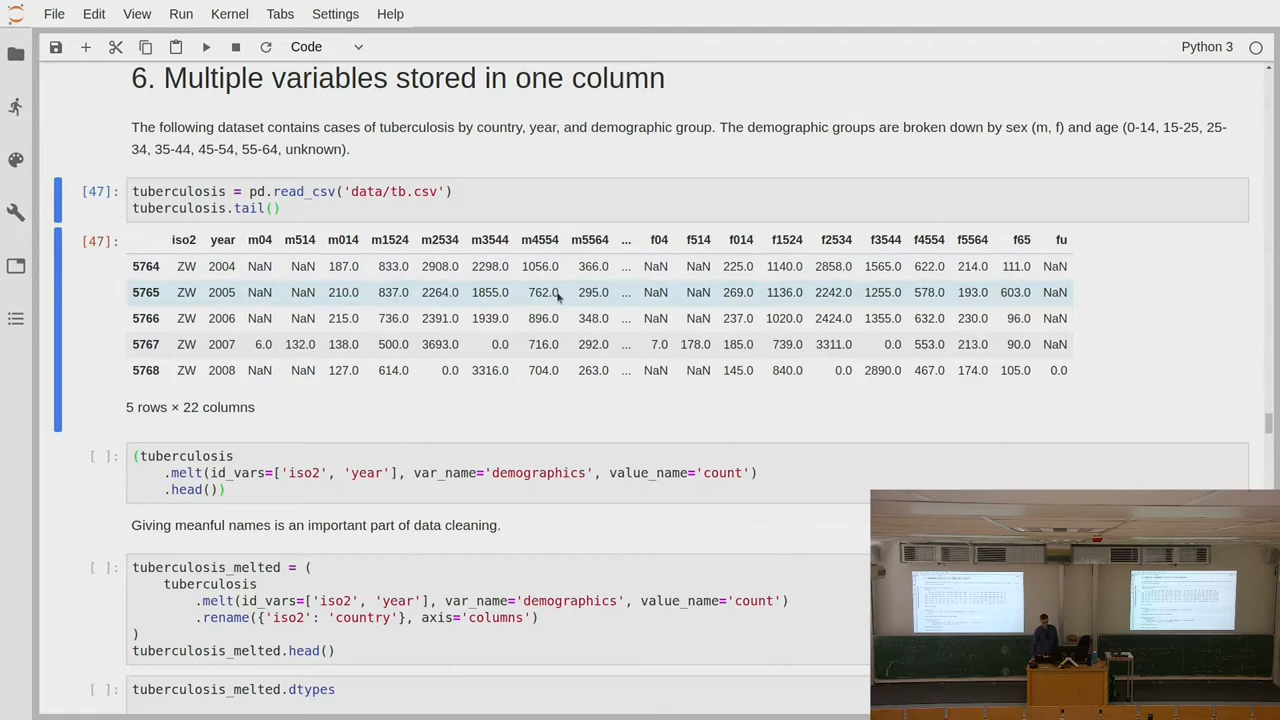 File Edit View Run Kernel Tabs Settings Help
Code Python 3
6. Multiple variables stored in one column
The following dataset contains cases of tuberculosis by country, year, and demographic group. The demographic groups are broken down by sex (m, f) and age (0-14, 15-25, 25-
34, 35-44, 45-54, 55-64, unknown).
[47]: tuberculosis = pd.read_csv('data/tb.csv')
tuberculosis.tail()
[47]: iso2 year m04 m514 m014 m1524 m2534 m3544 m4554 m5564 ... f04 f514 f014 f1524 f2534 f3544 f4554 f5564 f65 fu
5764 ZW 2004 NaN NaN 187.0 833.0 2908.0 2298.0 1056.0 366.0 ... NaN NaN 225.0 1140.0 2858.0 1565.0 622.0 214.0 111.0 NaN
5765 ZW 2005 NaN NaN 210.0 837.0 2264.0 1855.0 762.0 295.0 ... NaN NaN 269.0 1136.0 2242.0 1255.0 578.0 193.0 603.0 NaN
5766 ZW 2006 NaN NaN 215.0 736.0 2391.0 1939.0 896.0 348.0 ... NaN NaN 237.0 1020.0 2424.0 1355.0 632.0 230.0 96.0 NaN
5767 ZW 2007 6.0 132.0 138.0 500.0 3693.0 0.0 716.0 292.0 ... 7.0 178.0 185.0 739.0 3311.0 0.0 553.0 213.0 90.0 NaN
5768 ZW 2008 NaN NaN 127.0 614.0 0.0 3316.0 704.0 263.0 ... NaN NaN 145.0 840.0 0.0 2890.0 467.0 174.0 105.0 0.0
5 rows × 22 columns
[ ]: (tuberculosis
.melt(id_vars=['iso2', 'year'], var_name='demographics', value_name='count')
.head())
Giving meanful names is an important part of data cleaning.
[ ]: tuberculosis_melted = (
tuberculosis
.melt(id_vars=['iso2', 'year'], var_name='demographics', value_name='count')
.rename({'iso2': 'country'}, axis='columns')
)
tuberculosis_melted.head()
[ ]: tuberculosis_melted.dtypes